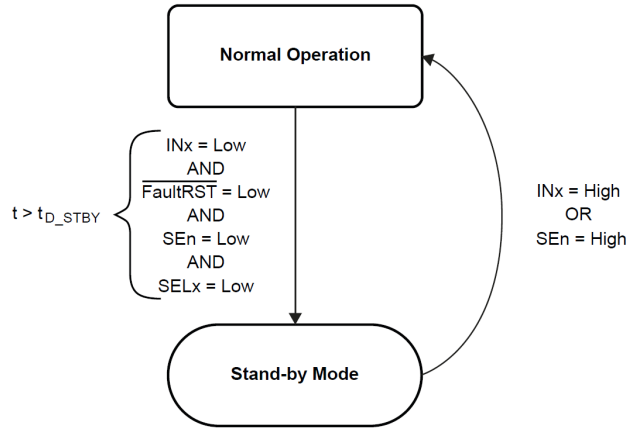 Normal Operation
INx = Low
AND
FaultRST = Low
AND
SEn = Low
AND
SELx = Low
t > tD_STBY
INx = High
OR
SEn = High
Stand-by Mode